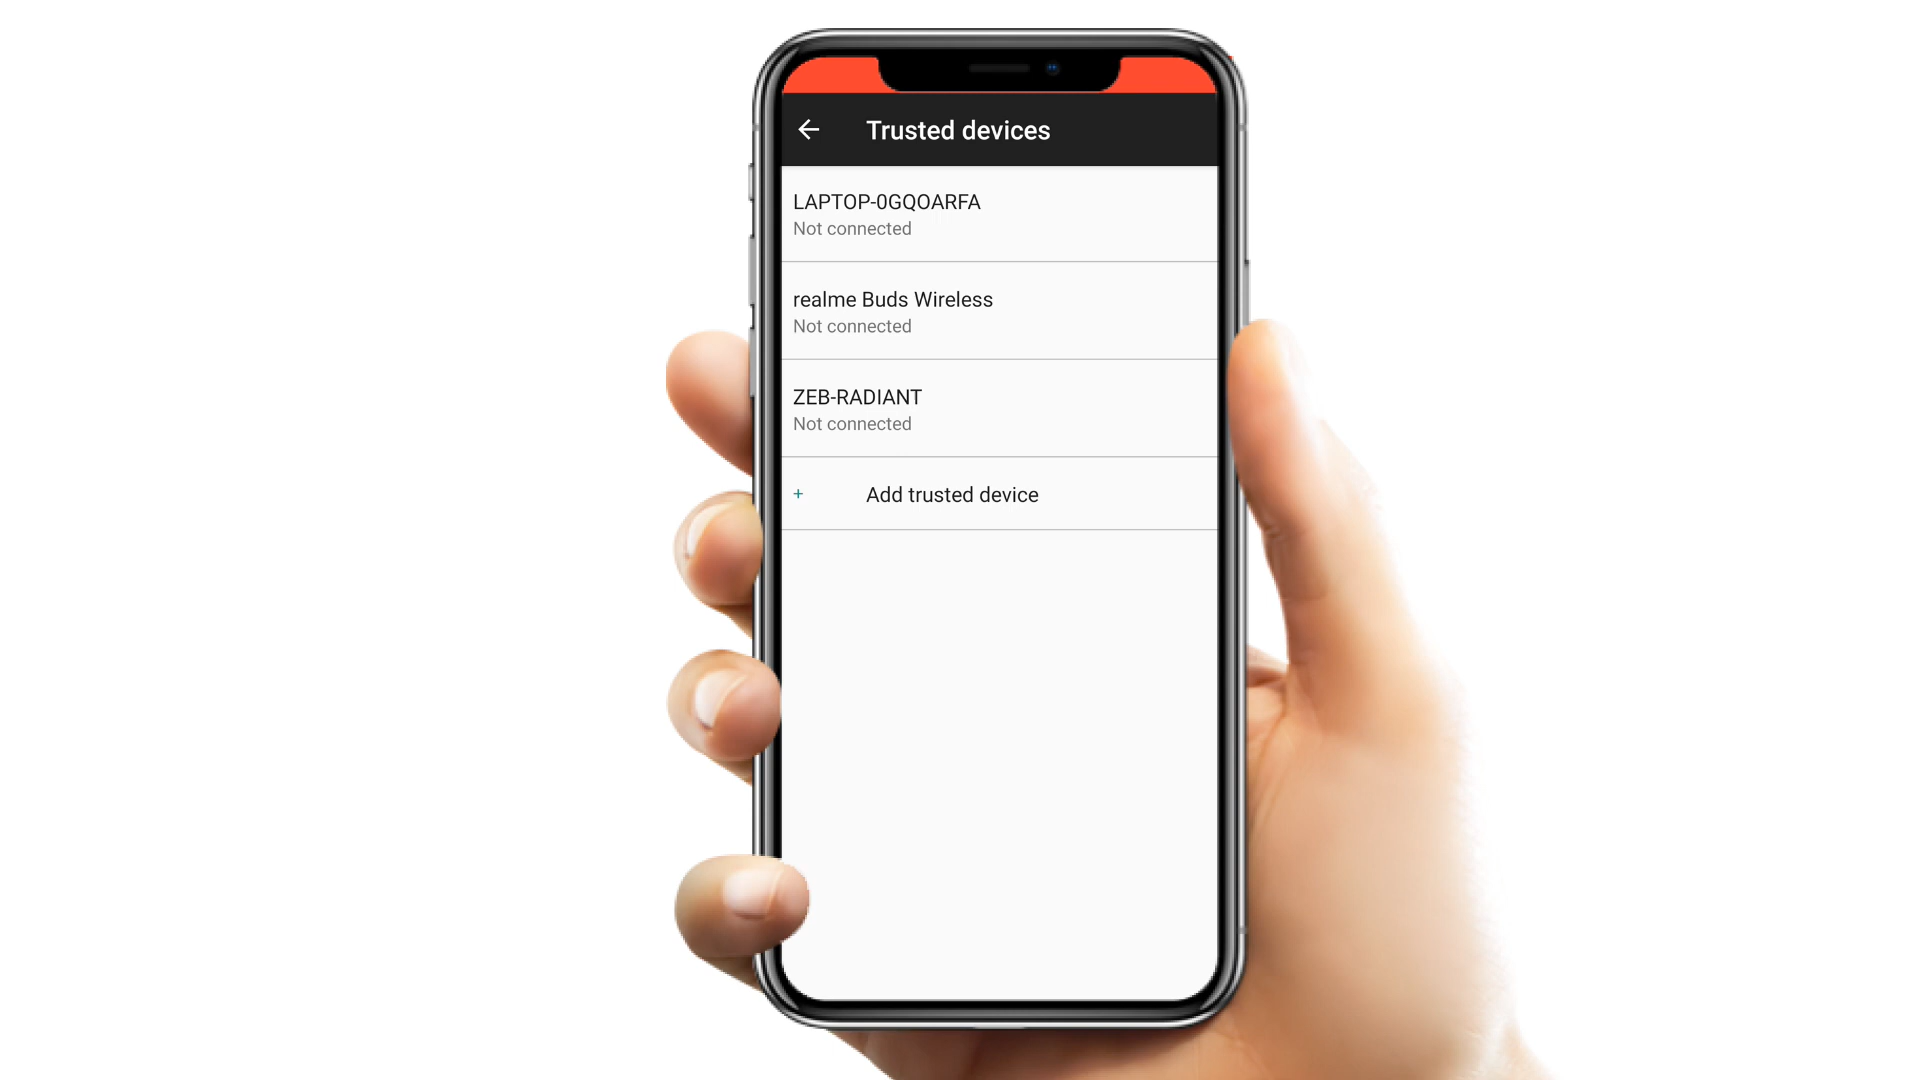 Trusted devices
LAPTOP-0GQOARFA
Not connected
realme Buds Wireless
Not connected
ZEB-RADIANT
Not connected
+ Add trusted device